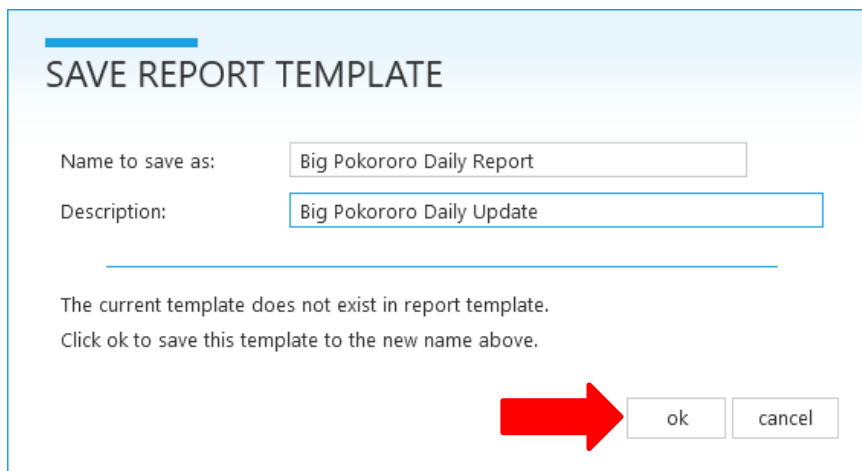 SAVE REPORT TEMPLATE
Name to save as: Big Pokororo Daily Report
Description: Big Pokororo Daily Update
The current template does not exist in report template.
Click ok to save this template to the new name above.
ok cancel